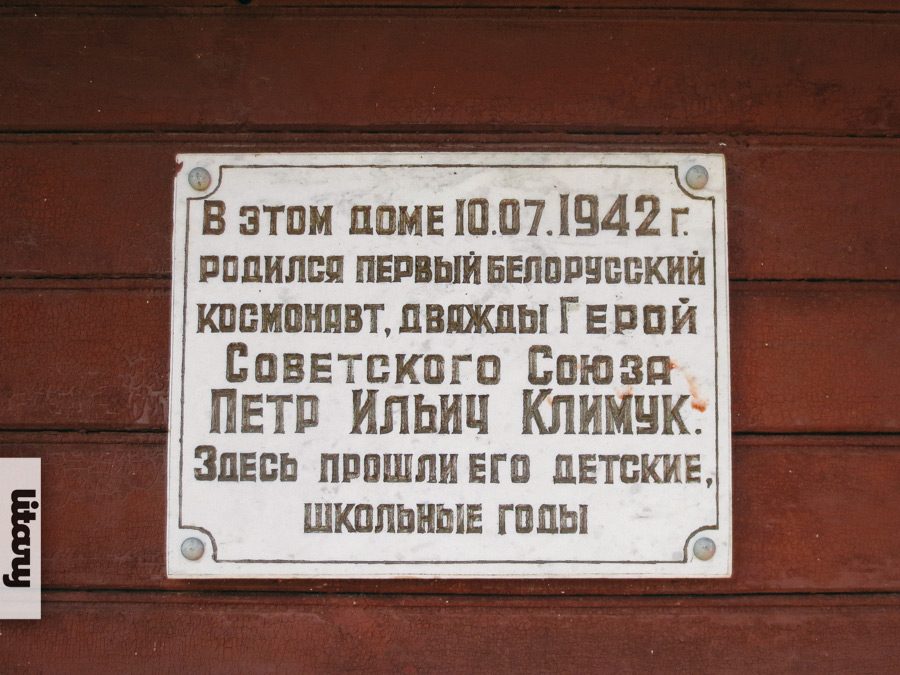 В этом доме 10.07.1942 г.
родился первый белорусский
космонавт, дважды Герой
Советского Союза
Петр Ильич Климук.
Здесь прошли его детские,
школьные годы
litavry